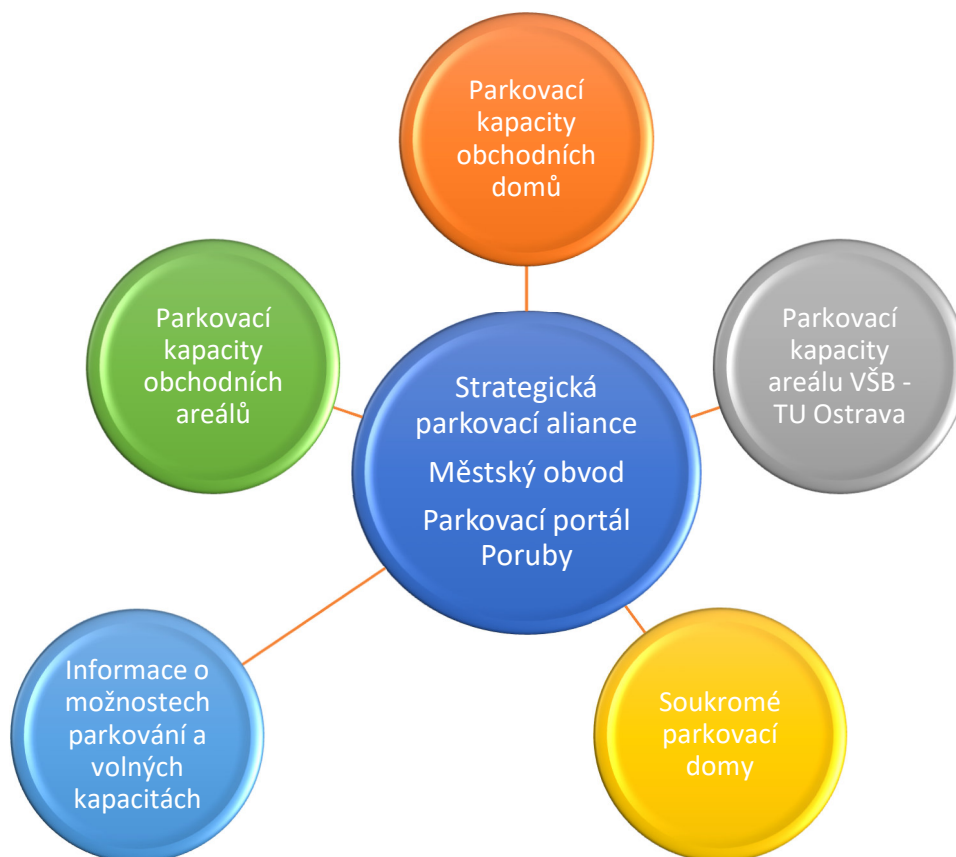 Parkovací
kapacity
obchodních
domů
Parkovací
kapacity
obchodních
areálů
Parkovací
kapacity
areálu VŠB -
TU Ostrava
Strategická
parkovací aliance
Městský obvod
Parkovací portál
Poruby
Informace o
možnostech
parkování a
volných
kapacitách
Soukromé
parkovací
domy